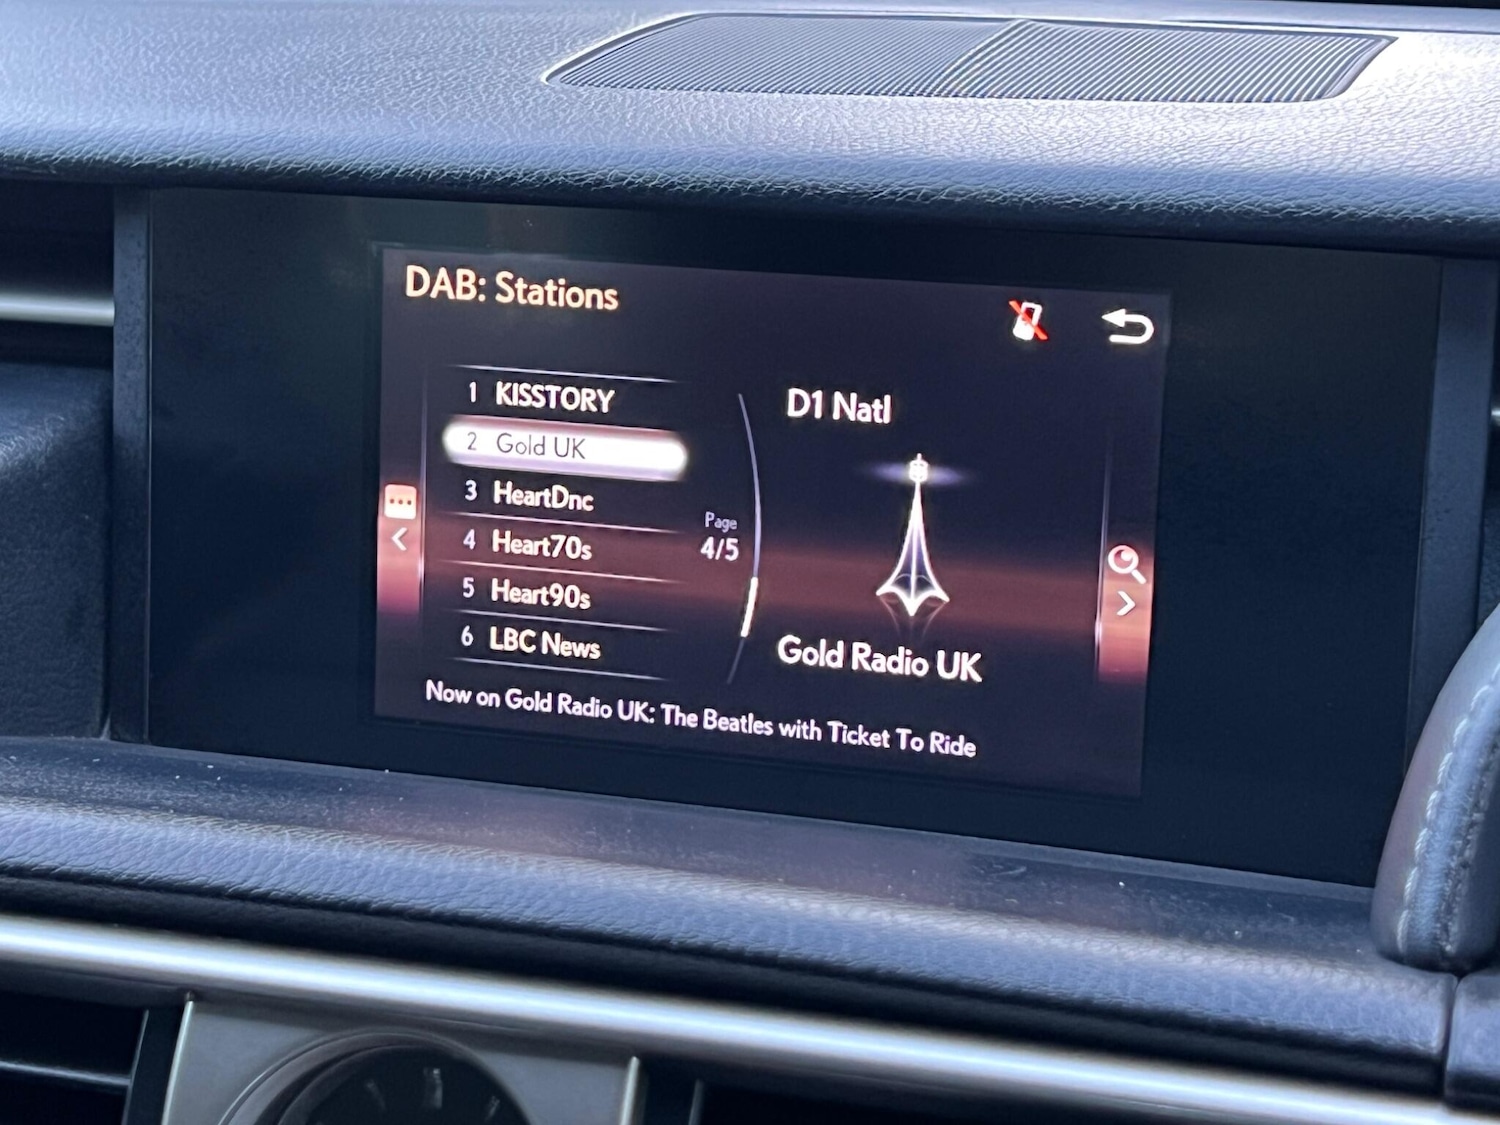 DAB: Stations
1 KISSTORY
2 Gold UK
3 HeartDnc
4 Heart70s
5 Heart90s
6 LBC News
Page
4/5
D1 Natl
Gold Radio UK
Now on Gold Radio UK: The Beatles with Ticket To Ride